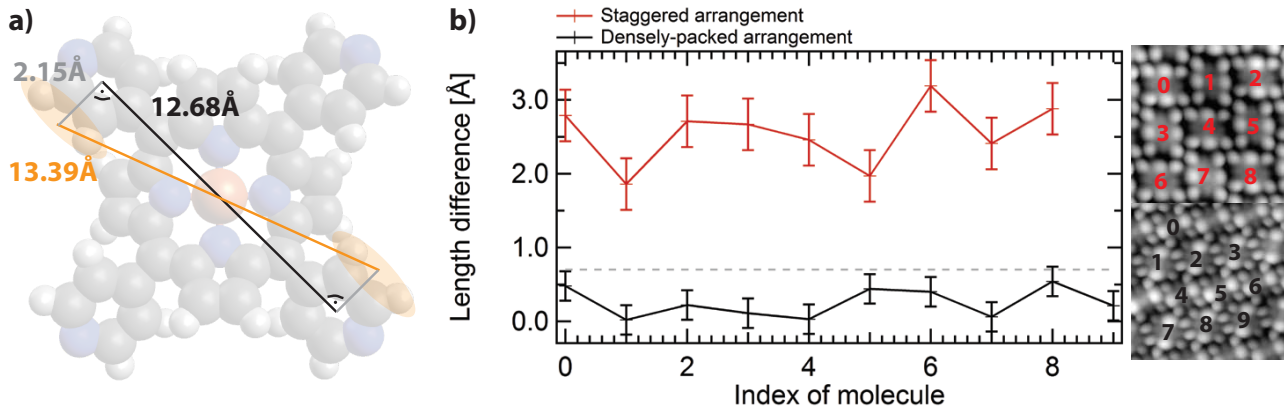 a)
2.15Å
12.68Å
13.39Å
b)
Staggered arrangement
Densely-packed arrangement
Length difference [Å]
3.0
2.0
1.0
0.0
0 2 4 6 8
Index of molecule
0 1 2
3 4 5
6 7 8
0
1 2 3
4 5 6
7 8 9